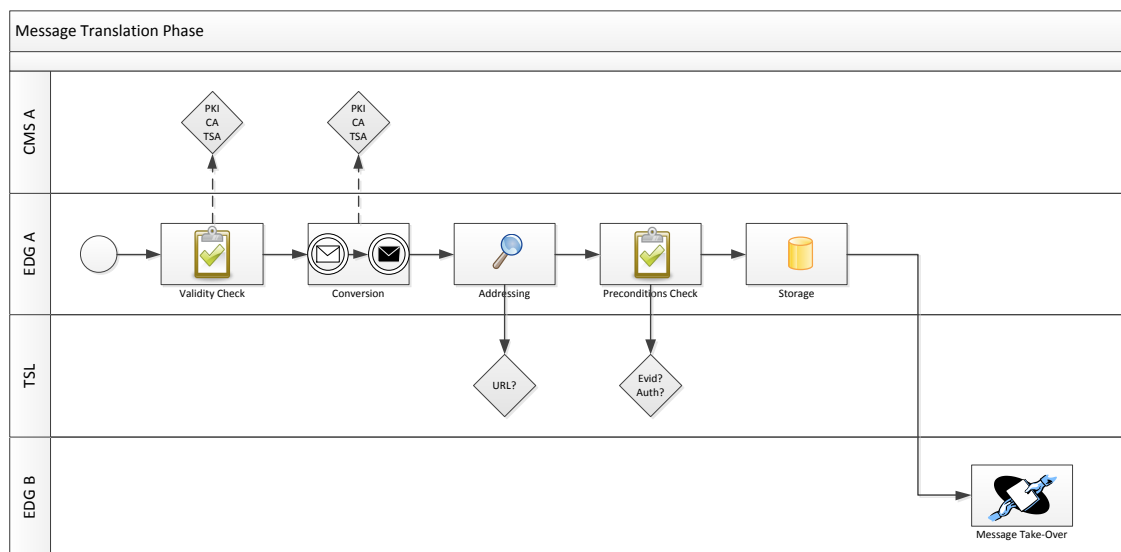 Message Translation Phase
CMS A
PKI
CA
TSA
PKI
CA
TSA
EDG A
Validity Check
Conversion
Addressing
Preconditions Check
Storage
TSL
URL?
Evid?
Auth?
EDG B
Message Take-Over